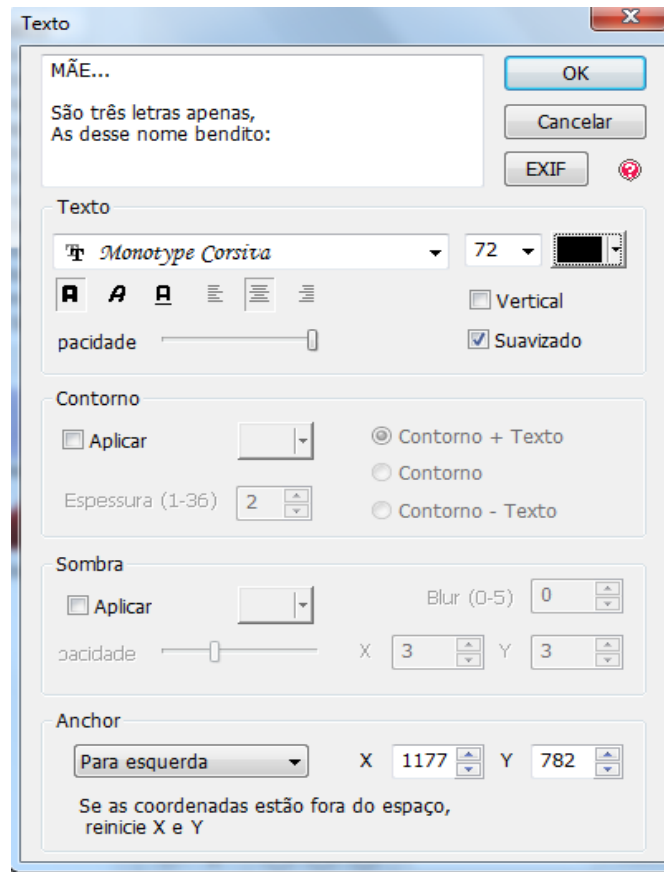 Texto
MÃE...
São três letras apenas,
As desse nome bendito:
OK
Cancelar
EXIF
Texto
Monotype Corsiva
72
A A A
Vertical
pacidade
Suavizado
Contorno
Aplicar
Contorno + Texto
Contorno
Espessura (1-36) 2
Contorno - Texto
Sombra
Aplicar
Blur (0-5) 0
pacidade
X 3 Y 3
Anchor
Para esquerda
X 1177 Y 782
Se as coordenadas estão fora do espaço,
reinicie X e Y